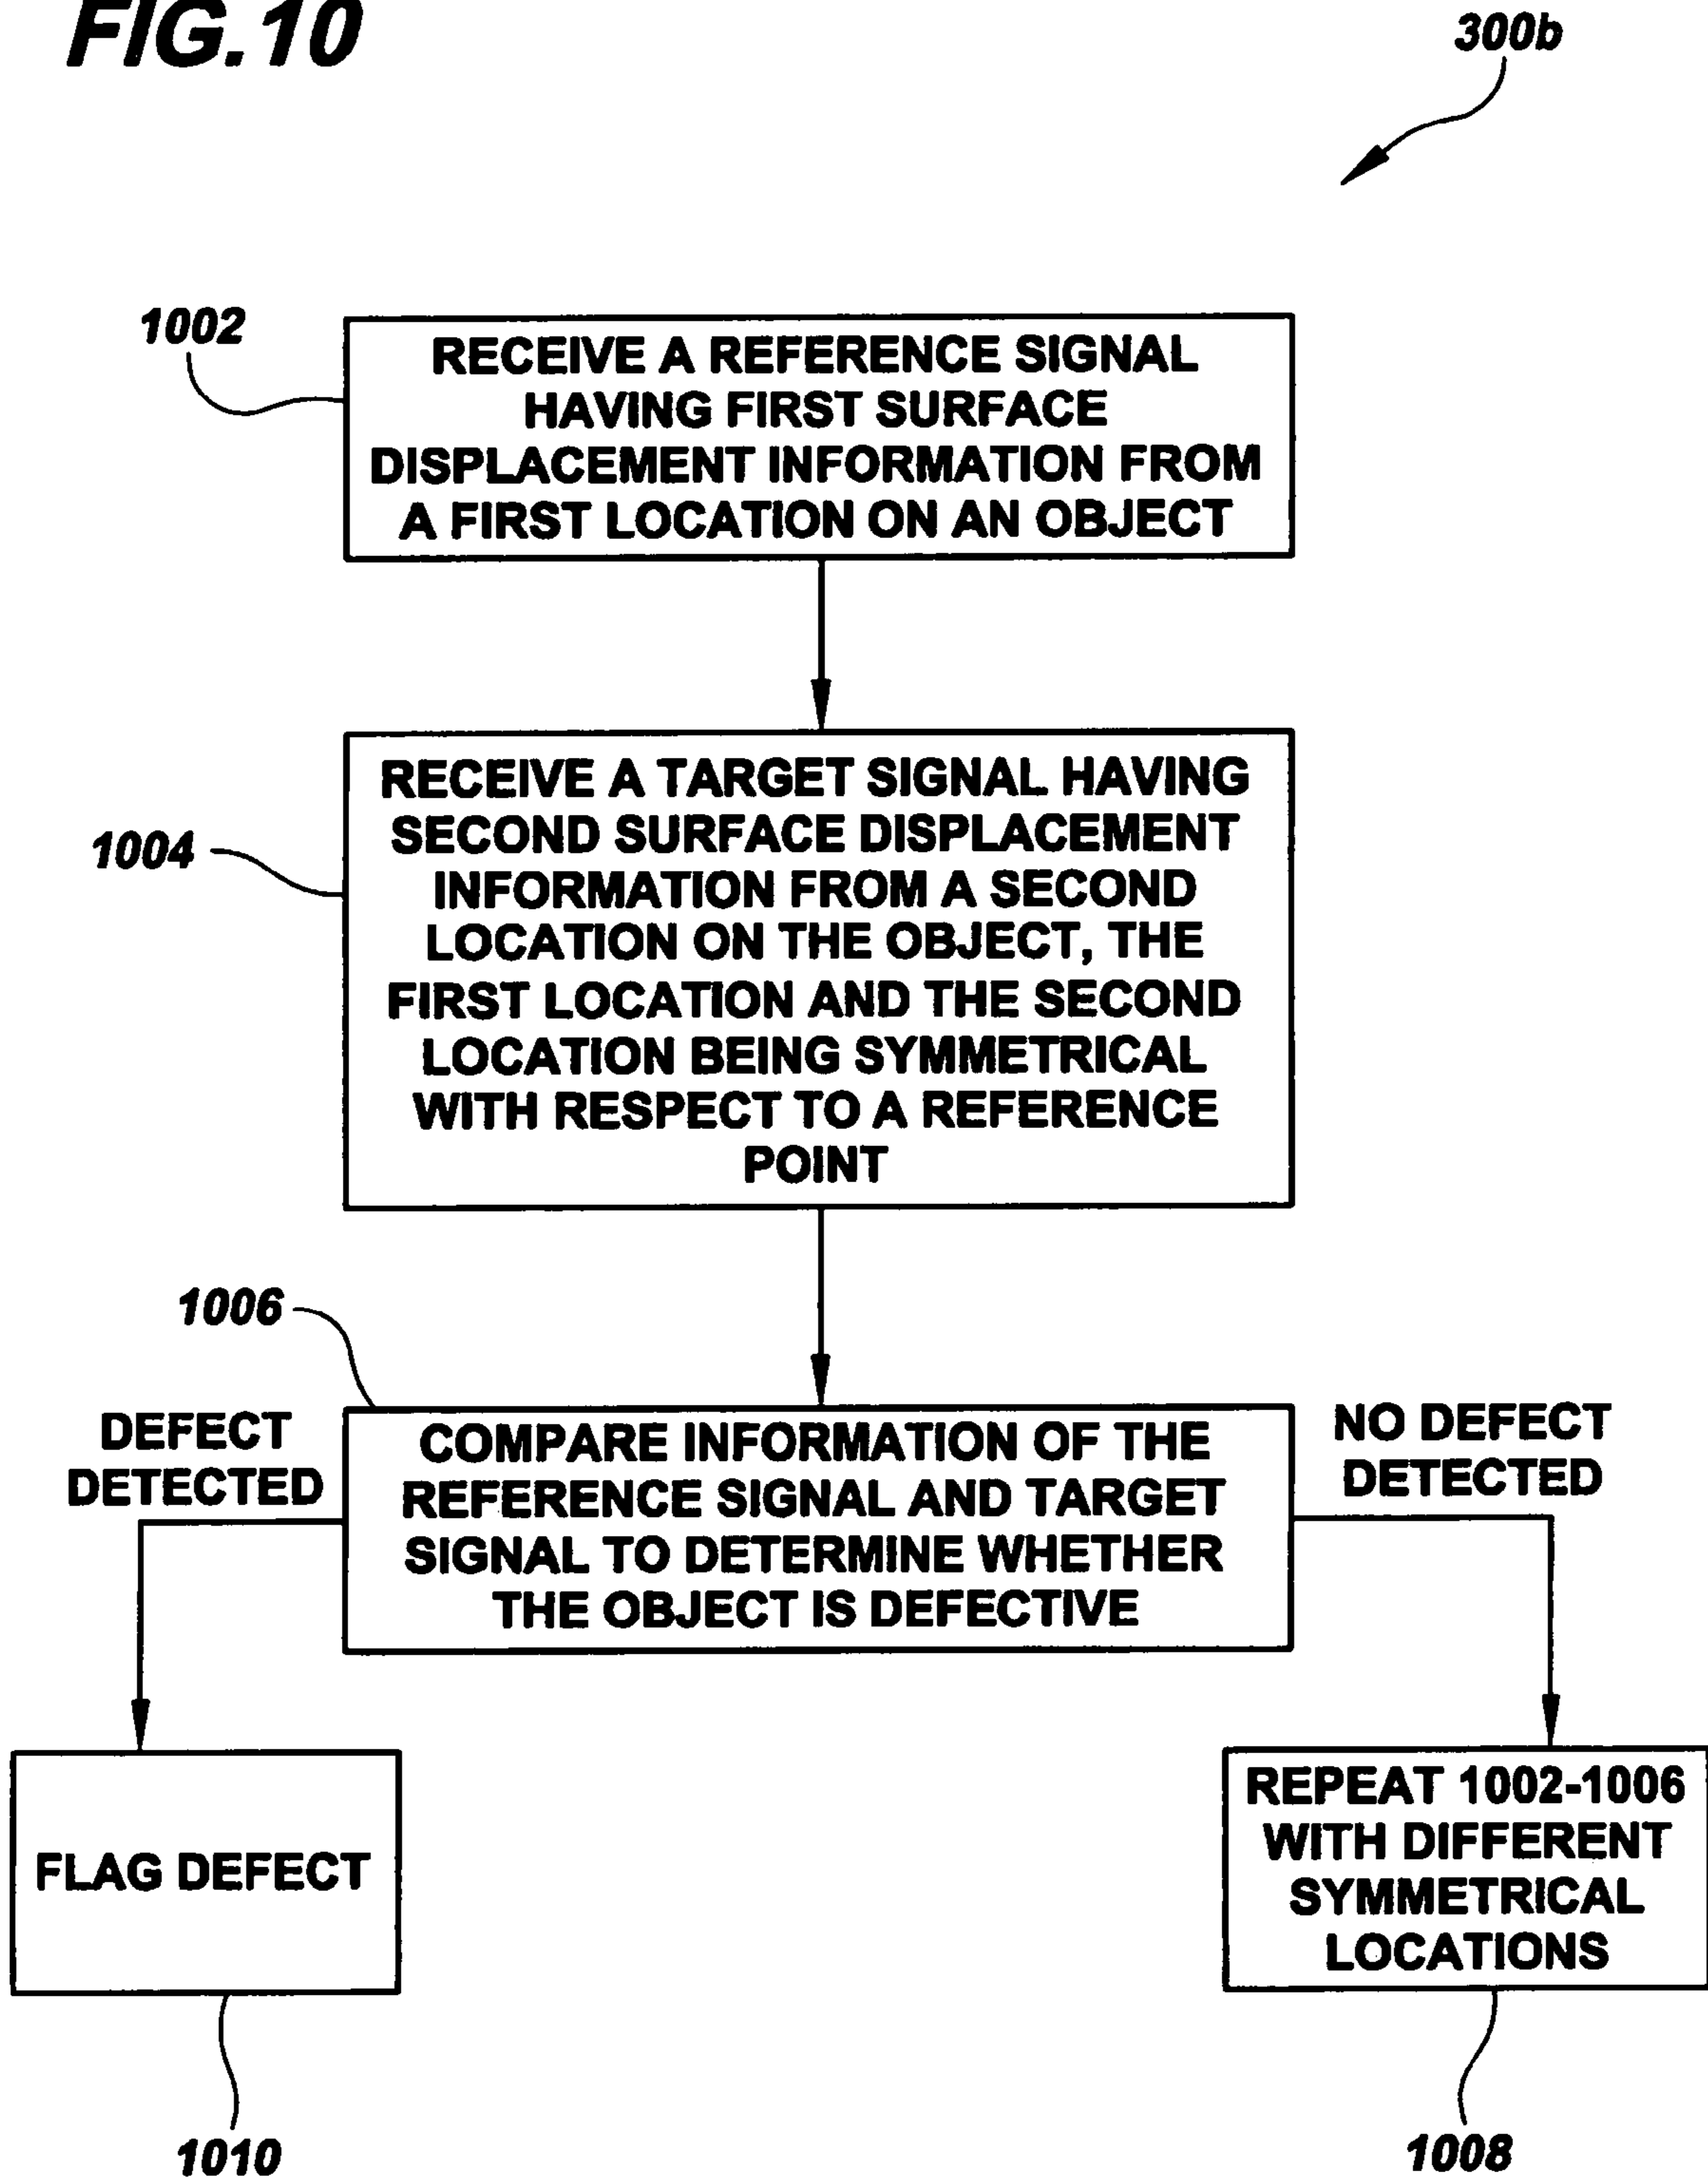 FIG.10
300b
1002
RECEIVE A REFERENCE SIGNAL
HAVING FIRST SURFACE
DISPLACEMENT INFORMATION FROM
A FIRST LOCATION ON AN OBJECT
1004
RECEIVE A TARGET SIGNAL HAVING
SECOND SURFACE DISPLACEMENT
INFORMATION FROM A SECOND
LOCATION ON THE OBJECT, THE
FIRST LOCATION AND THE SECOND
LOCATION BEING SYMMETRICAL
WITH RESPECT TO A REFERENCE
POINT
1006
COMPARE INFORMATION OF THE
REFERENCE SIGNAL AND TARGET
SIGNAL TO DETERMINE WHETHER
THE OBJECT IS DEFECTIVE
DEFECT
DETECTED
NO DEFECT
DETECTED
FLAG DEFECT
1010
REPEAT 1002-1006
WITH DIFFERENT
SYMMETRICAL
LOCATIONS
1008